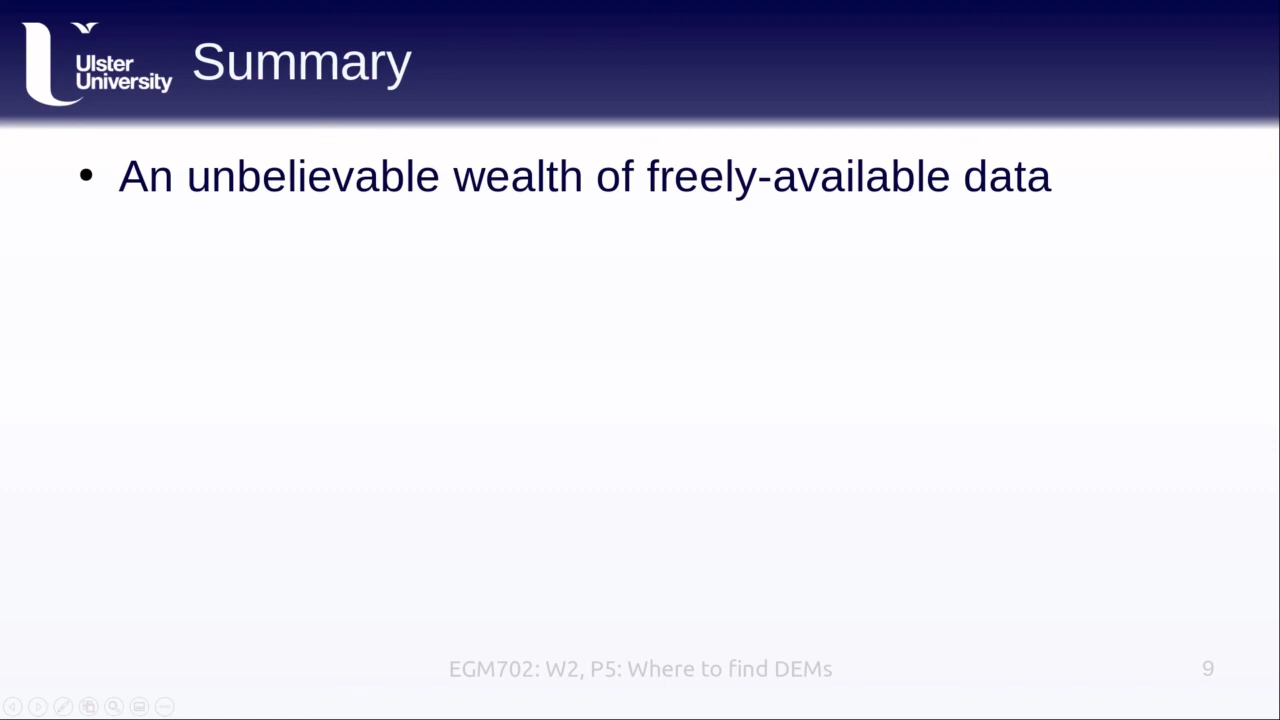 Ulster
University
Summary
• An unbelievable wealth of freely-available data
EGM702: W2, P5: Where to find DEMs
9